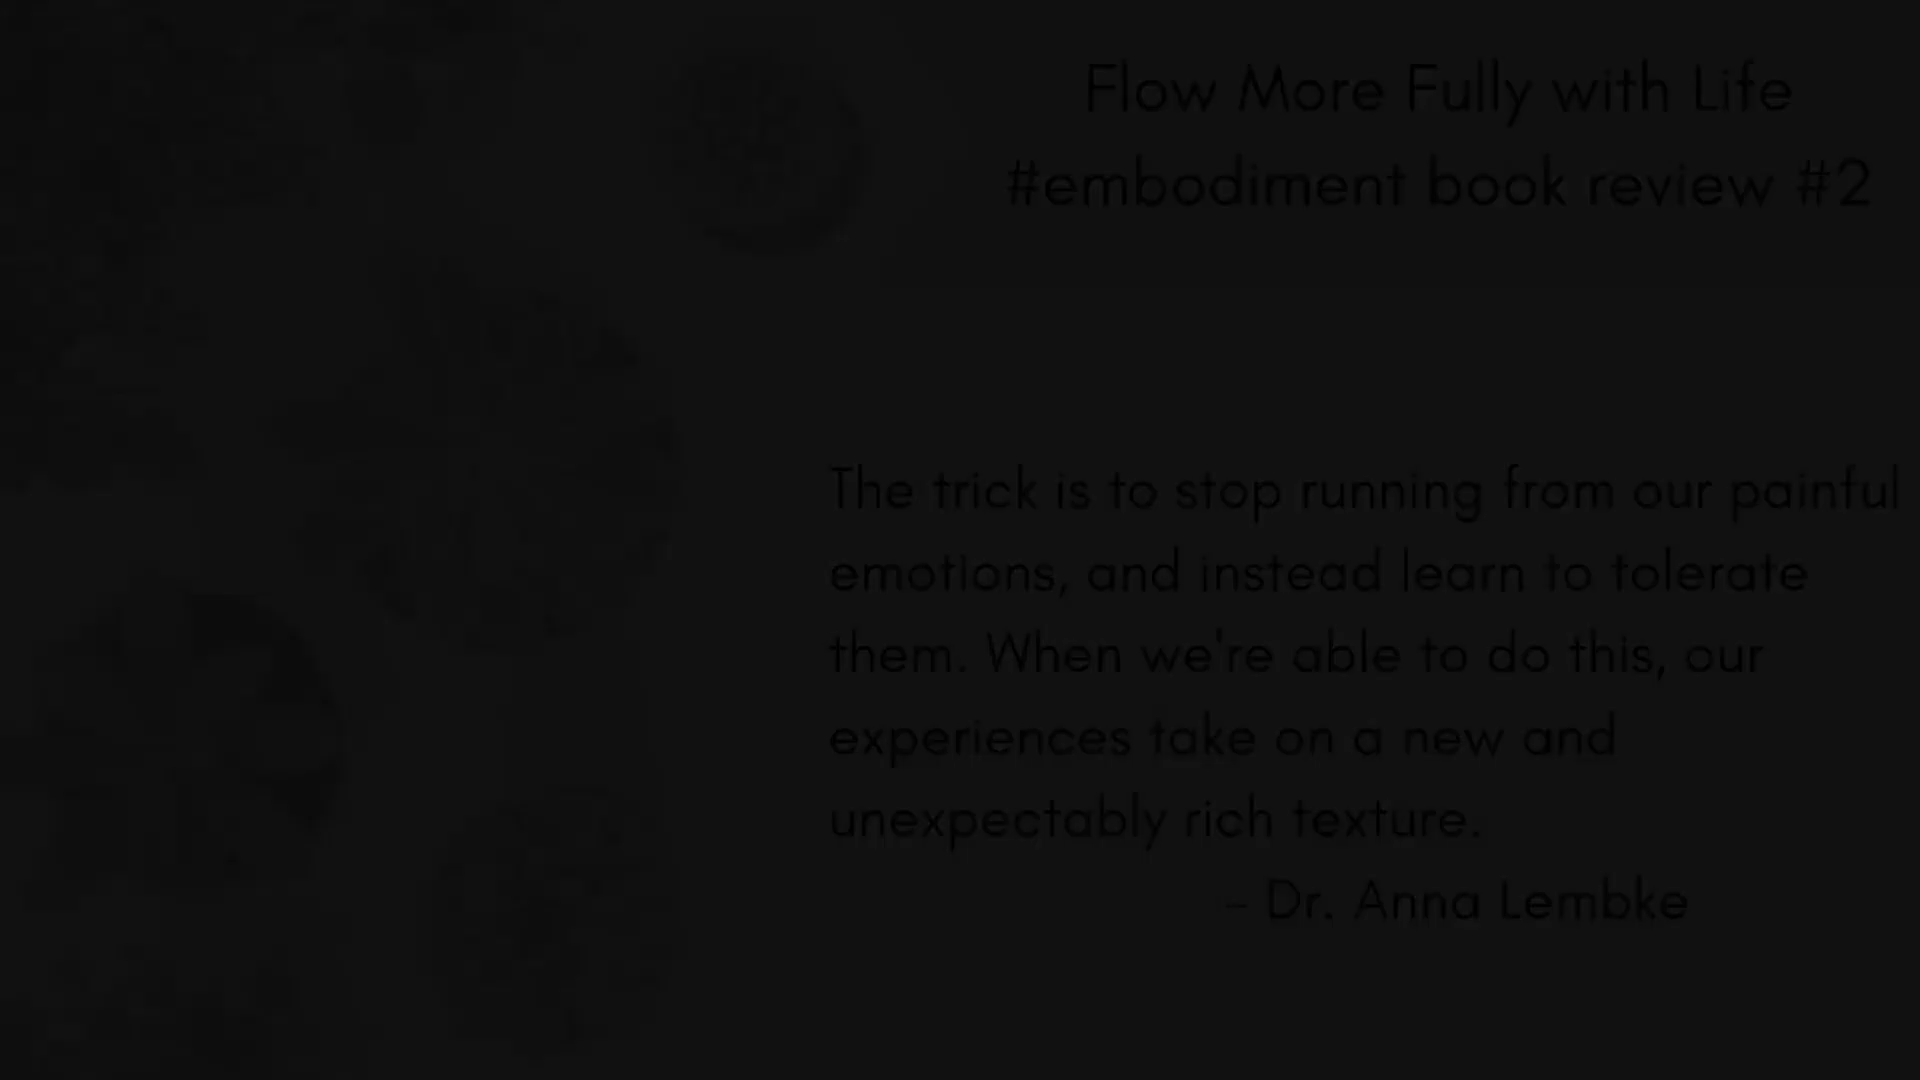 Flow More Fully with Life
#embodiment book review #2
The trick is to stop running from our painful
emotions, and instead learn to tolerate
them. When we're able to do this, our
experiences take on a new and
unexpectably rich texture.
- Dr. Anna Lembke